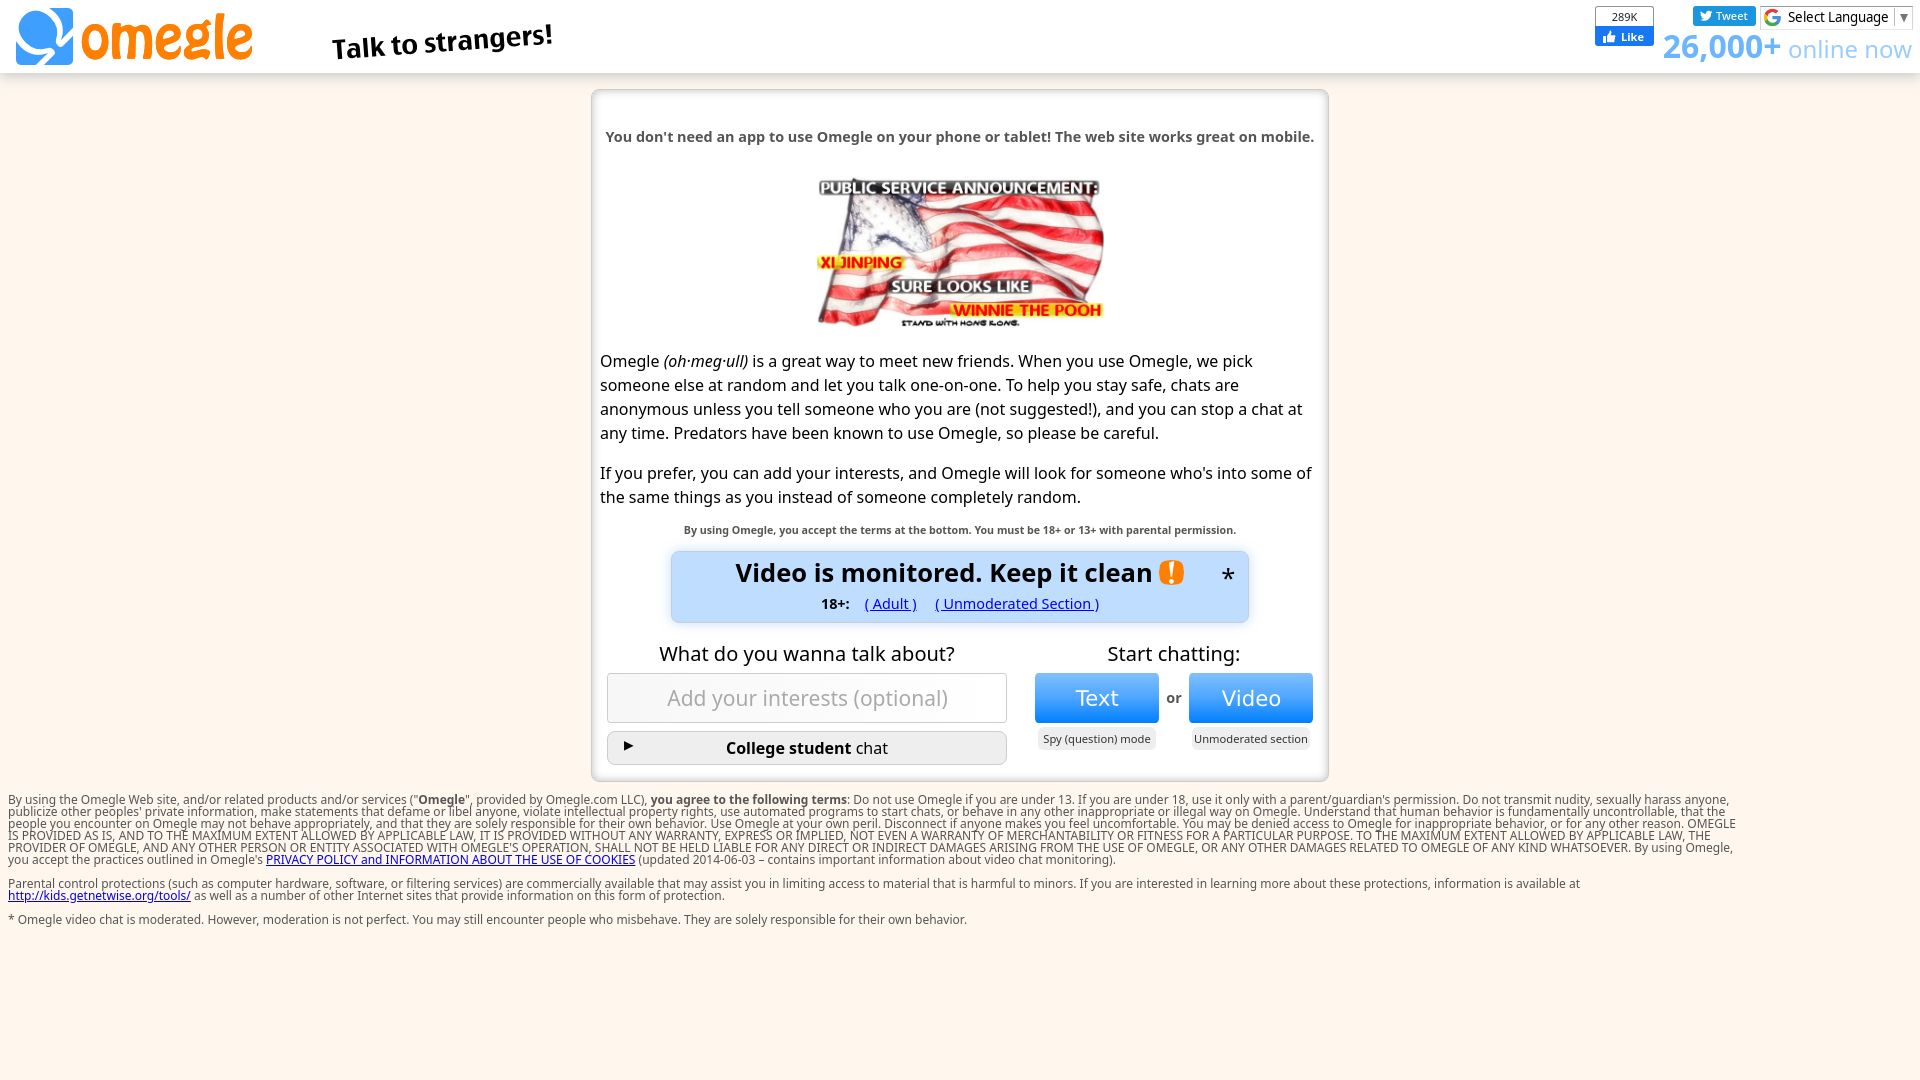 omegle
Talk to strangers!
289K
Like
Tweet
Select Language ▼
26,000+ online now
You don't need an app to use Omegle on your phone or tablet! The web site works great on mobile.
PUBLIC SERVICE ANNOUNCEMENT:
XI JINPING
SURE LOOKS LIKE
WINNIE THE POOH
STAND WITH HONG KONG.
Omegle (oh·meg·ull) is a great way to meet new friends. When you use Omegle, we pick
someone else at random and let you talk one-on-one. To help you stay safe, chats are
anonymous unless you tell someone who you are (not suggested!), and you can stop a chat at
any time. Predators have been known to use Omegle, so please be careful.
If you prefer, you can add your interests, and Omegle will look for someone who's into some of
the same things as you instead of someone completely random.
By using Omegle, you accept the terms at the bottom. You must be 18+ or 13+ with parental permission.
Video is monitored. Keep it clean ! *
18+: ( Adult ) ( Unmoderated Section )
What do you wanna talk about?
Add your interests (optional)
▶ College student chat
Start chatting:
Text or Video
Spy (question) mode
Unmoderated section
By using the Omegle Web site, and/or related products and/or services ("Omegle", provided by Omegle.com LLC), you agree to the following terms: Do not use Omegle if you are under 13. If you are under 18, use it only with a parent/guardian's permission. Do not transmit nudity, sexually harass anyone,
publicize other peoples' private information, make statements that defame or libel anyone, violate intellectual property rights, use automated programs to start chats, or behave in any other inappropriate or illegal way on Omegle. Understand that human behavior is fundamentally uncontrollable, that the
people you encounter on Omegle may not behave appropriately, and that they are solely responsible for their own behavior. Use Omegle at your own peril. Disconnect if anyone makes you feel uncomfortable. You may be denied access to Omegle for inappropriate behavior, or for any other reason. OMEGLE
IS PROVIDED AS IS, AND TO THE MAXIMUM EXTENT ALLOWED BY APPLICABLE LAW, IT IS PROVIDED WITHOUT ANY WARRANTY, EXPRESS OR IMPLIED, NOT EVEN A WARRANTY OF MERCHANTABILITY OR FITNESS FOR A PARTICULAR PURPOSE. TO THE MAXIMUM EXTENT ALLOWED BY APPLICABLE LAW, THE
PROVIDER OF OMEGLE, AND ANY OTHER PERSON OR ENTITY ASSOCIATED WITH OMEGLE'S OPERATION, SHALL NOT BE HELD LIABLE FOR ANY DIRECT OR INDIRECT DAMAGES ARISING FROM THE USE OF OMEGLE, OR ANY OTHER DAMAGES RELATED TO OMEGLE OF ANY KIND WHATSOEVER. By using Omegle,
you accept the practices outlined in Omegle's PRIVACY POLICY and INFORMATION ABOUT THE USE OF COOKIES (updated 2014-06-03 – contains important information about video chat monitoring).
Parental control protections (such as computer hardware, software, or filtering services) are commercially available that may assist you in limiting access to material that is harmful to minors. If you are interested in learning more about these protections, information is available at
http://kids.getnetwise.org/tools/ as well as a number of other Internet sites that provide information on this form of protection.
* Omegle video chat is moderated. However, moderation is not perfect. You may still encounter people who misbehave. They are solely responsible for their own behavior.